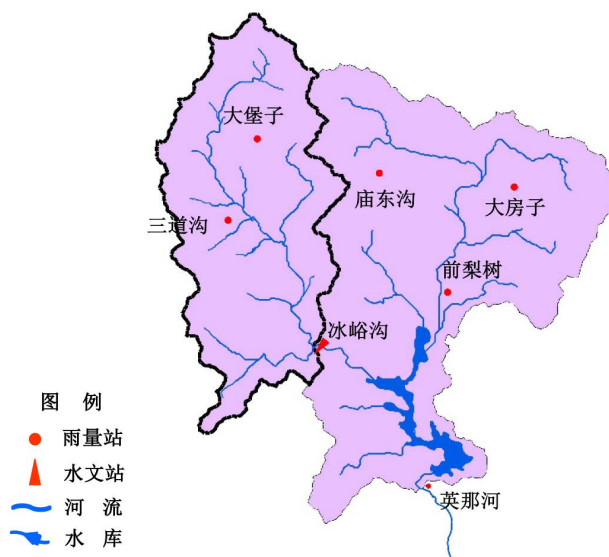 大堡子
庙东沟
大房子
三道沟
前梨树
冰峪沟
图 例
雨量站
水文站
河 流
水 库
英那河